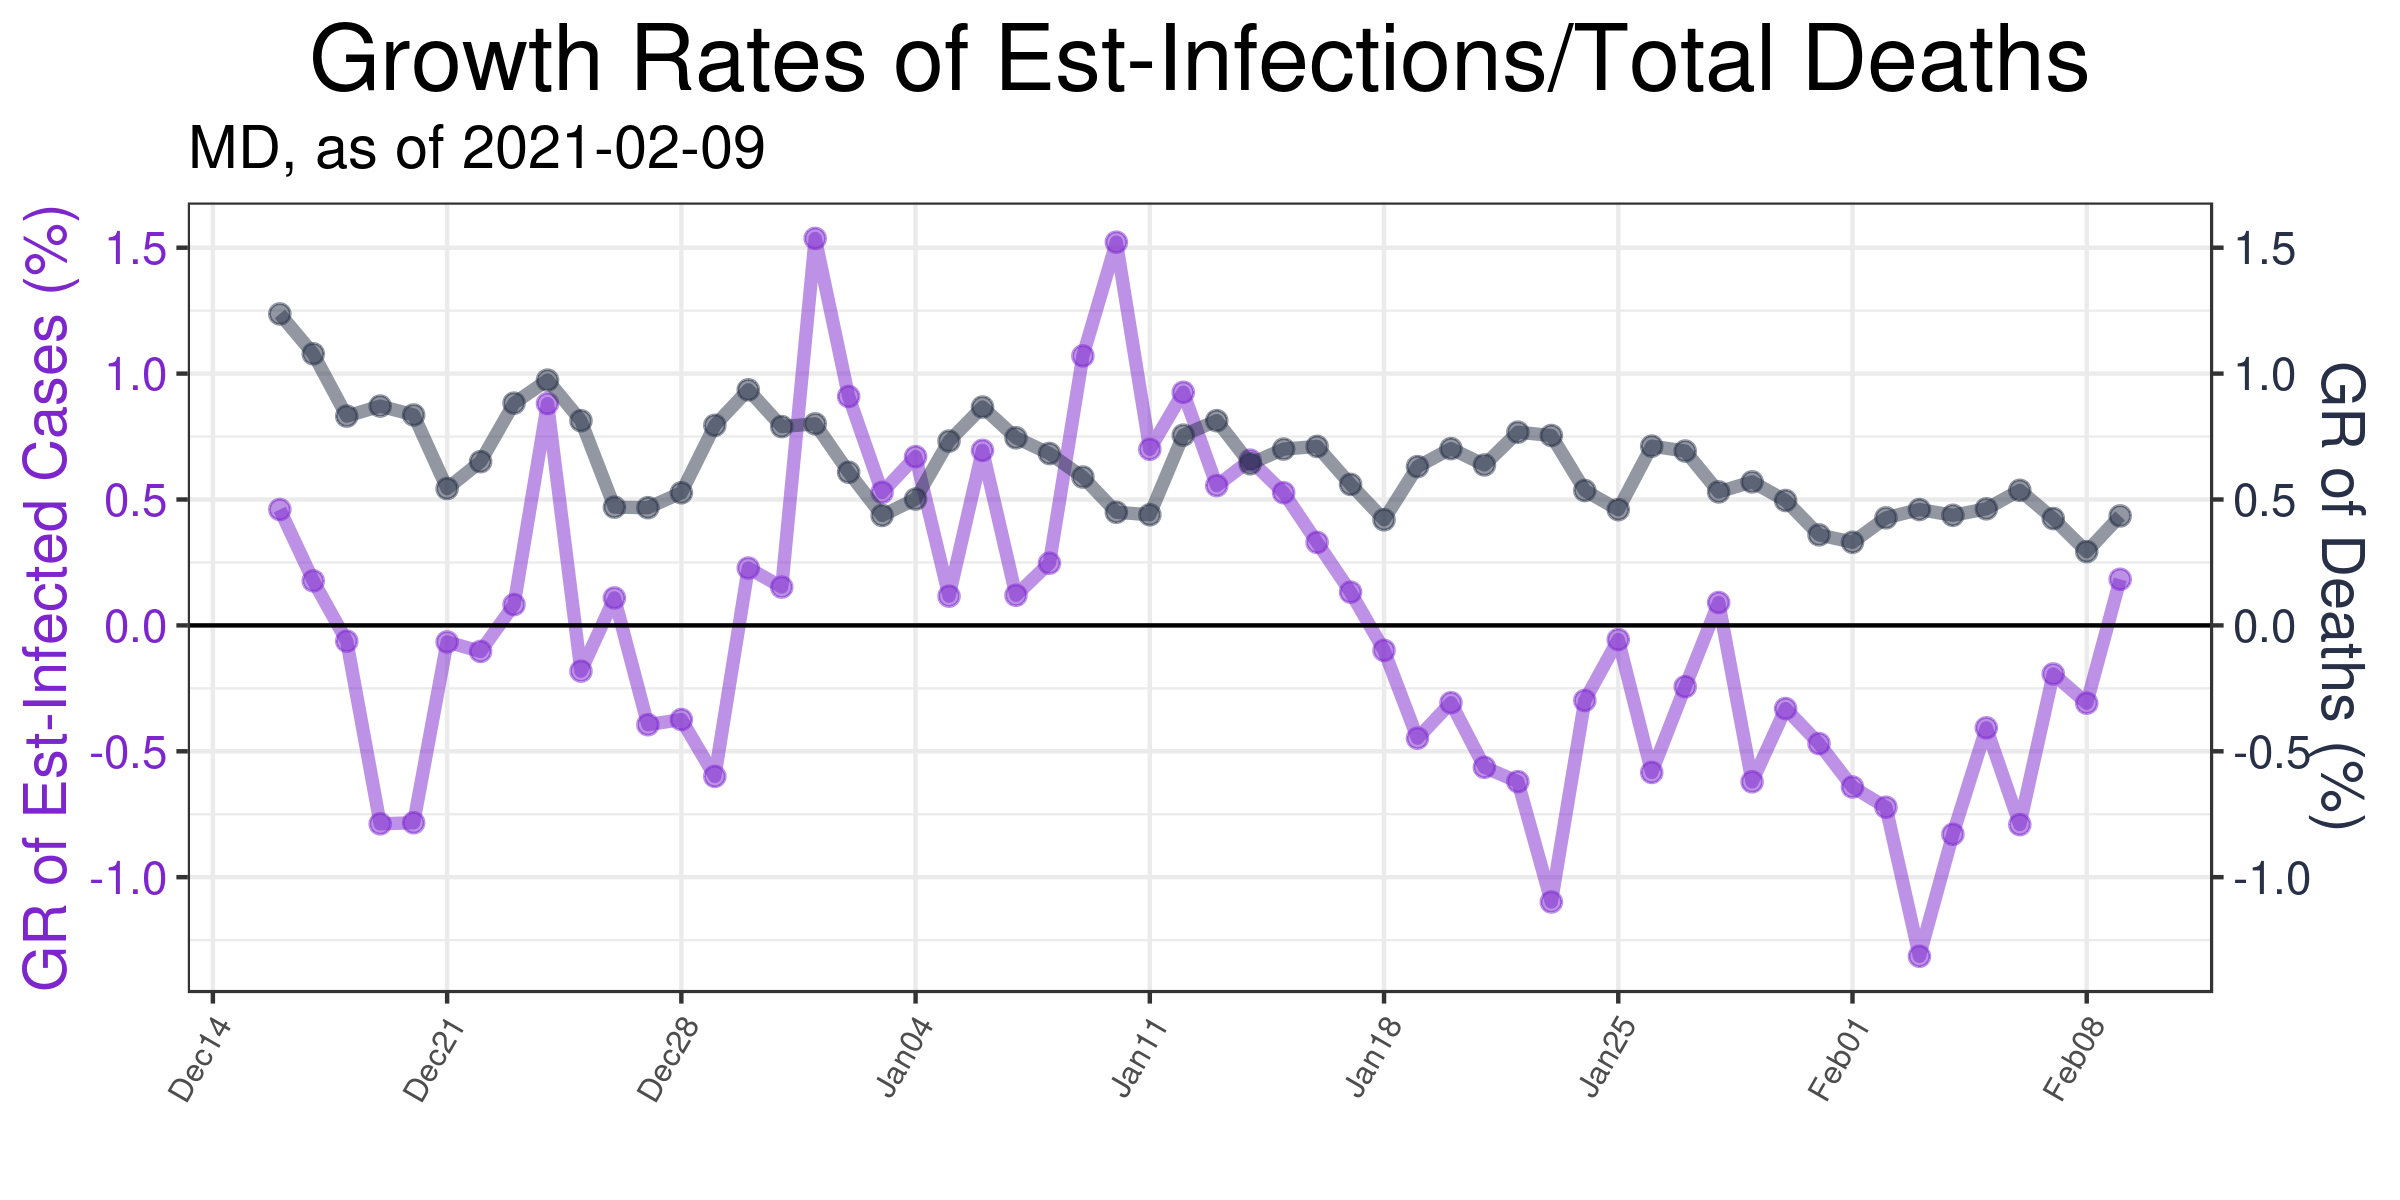 Growth Rates of Est-Infections/Total Deaths
MD, as of 2021-02-09
GR of Est-Infected Cases (%)
1.5
1.0
0.5
0.0
-0.5
-1.0
1.5
1.0
0.5
0.0
-0.5
-1.0
GR of Deaths (%)
Dec14
Dec21
Dec28
Jan04
Jan11
Jan18
Jan25
Feb01
Feb08